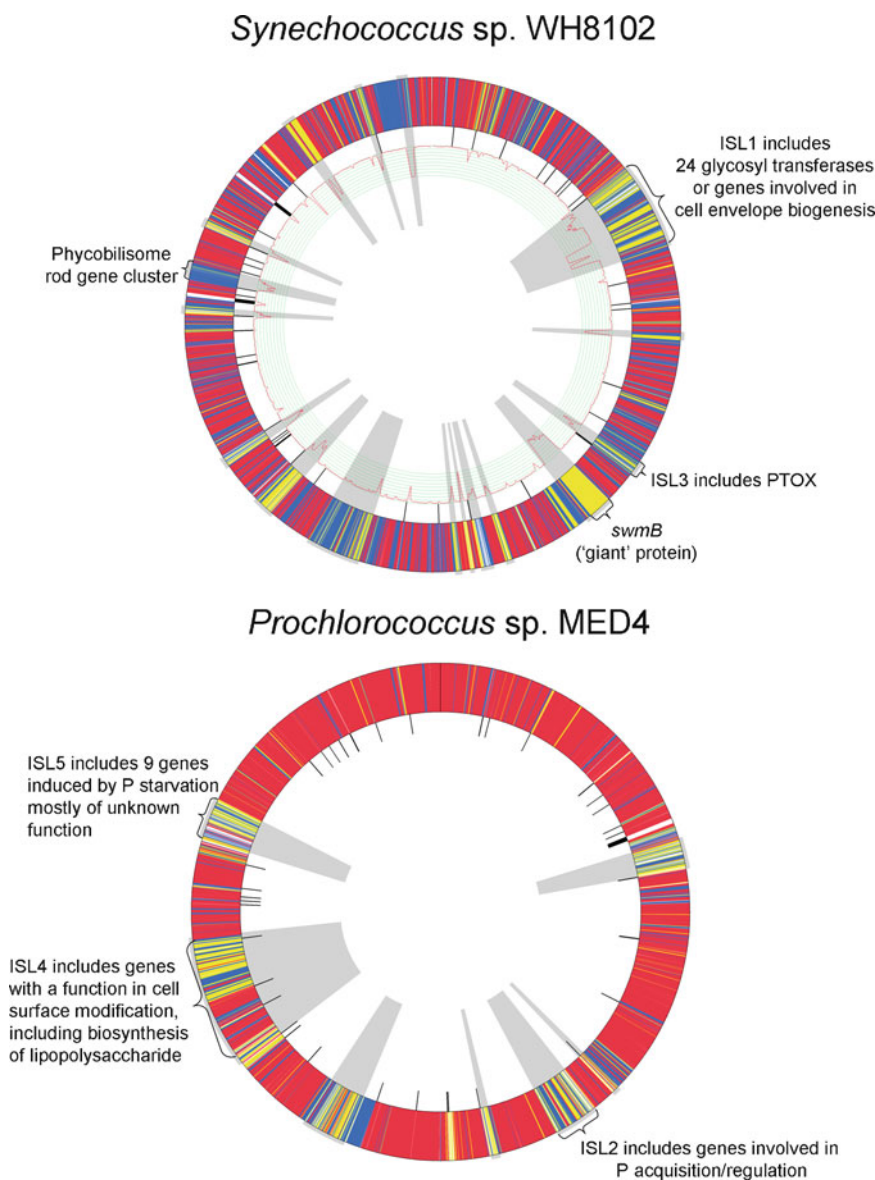 Synechococcus sp. WH8102
ISL1 includes
24 glycosyl transferases
or genes involved in
cell envelope biogenesis
Phycobilisome
rod gene cluster
ISL3 includes PTOX
swmB
('giant' protein)
Prochlorococcus sp. MED4
ISL5 includes 9 genes
induced by P starvation
mostly of unknown
function
ISL4 includes genes
with a function in cell
surface modification,
including biosynthesis
of lipopolysaccharide
ISL2 includes genes involved in
P acquisition/regulation